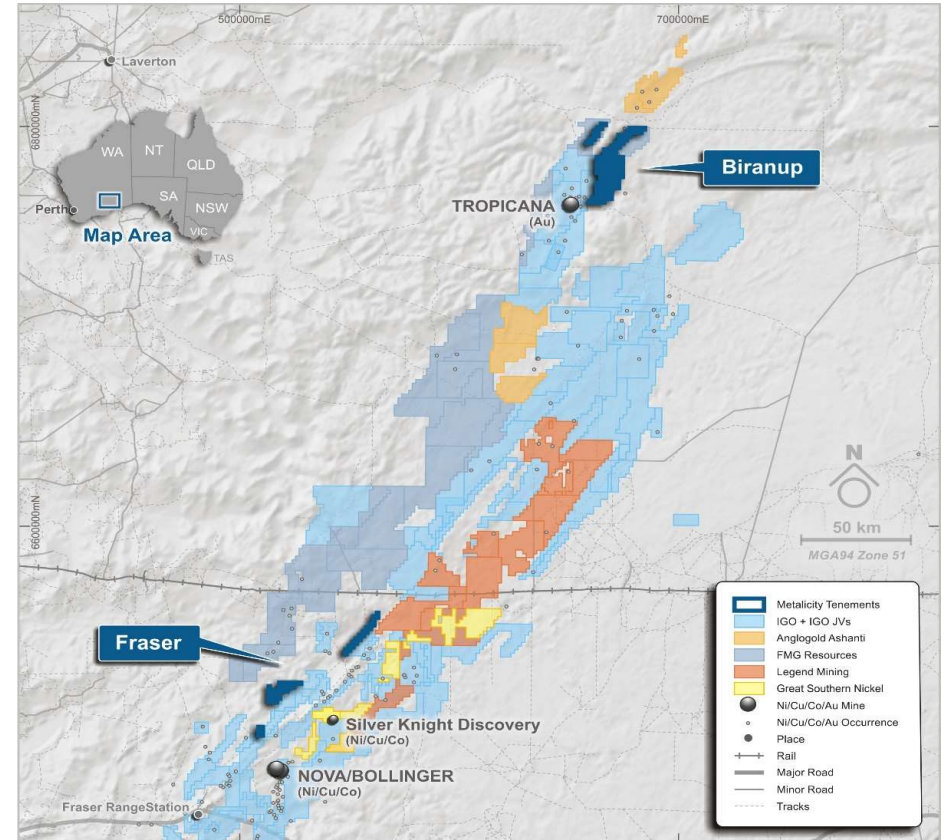 500000mE
700000mE
Laverton
6800000mN
WA
NT
QLD
SA
NSW
VIC
TAS
Perth
Map Area
Biranup
TROPICANA
(Au)
N
50 km
MGA94 Zone 51
6600000mN
Fraser
Silver Knight Discovery
(Ni/Cu/Co)
NOVA/BOLLINGER
(Ni/Cu/Co)
Fraser RangeStation
Metalicity Tenements
IGO + IGO JVs
Anglogold Ashanti
FMG Resources
Legend Mining
Great Southern Nickel
Ni/Cu/Co/Au Mine
Ni/Cu/Co/Au Occurrence
Place
Rail
Major Road
Minor Road
Tracks